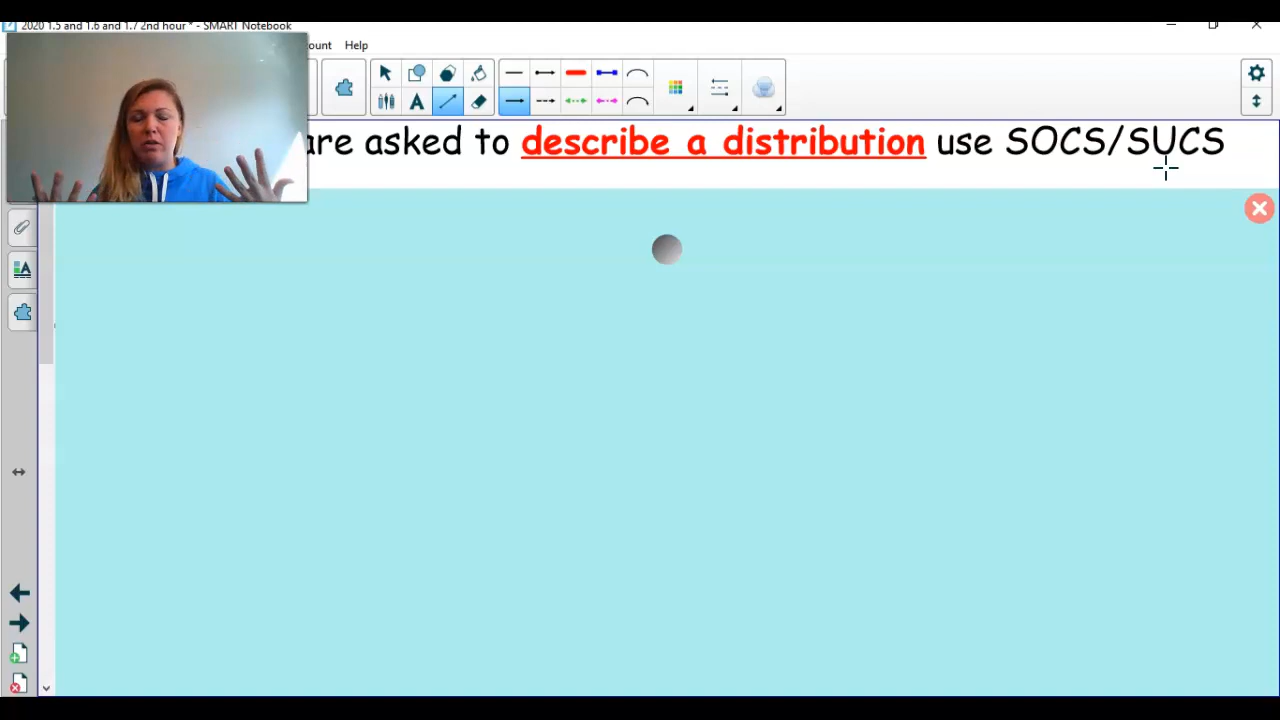 2020 1.5 and 1.6 and 1.7 2nd hour * - SMART Notebook
Help
are asked to describe a distribution use SOCS/SUCS